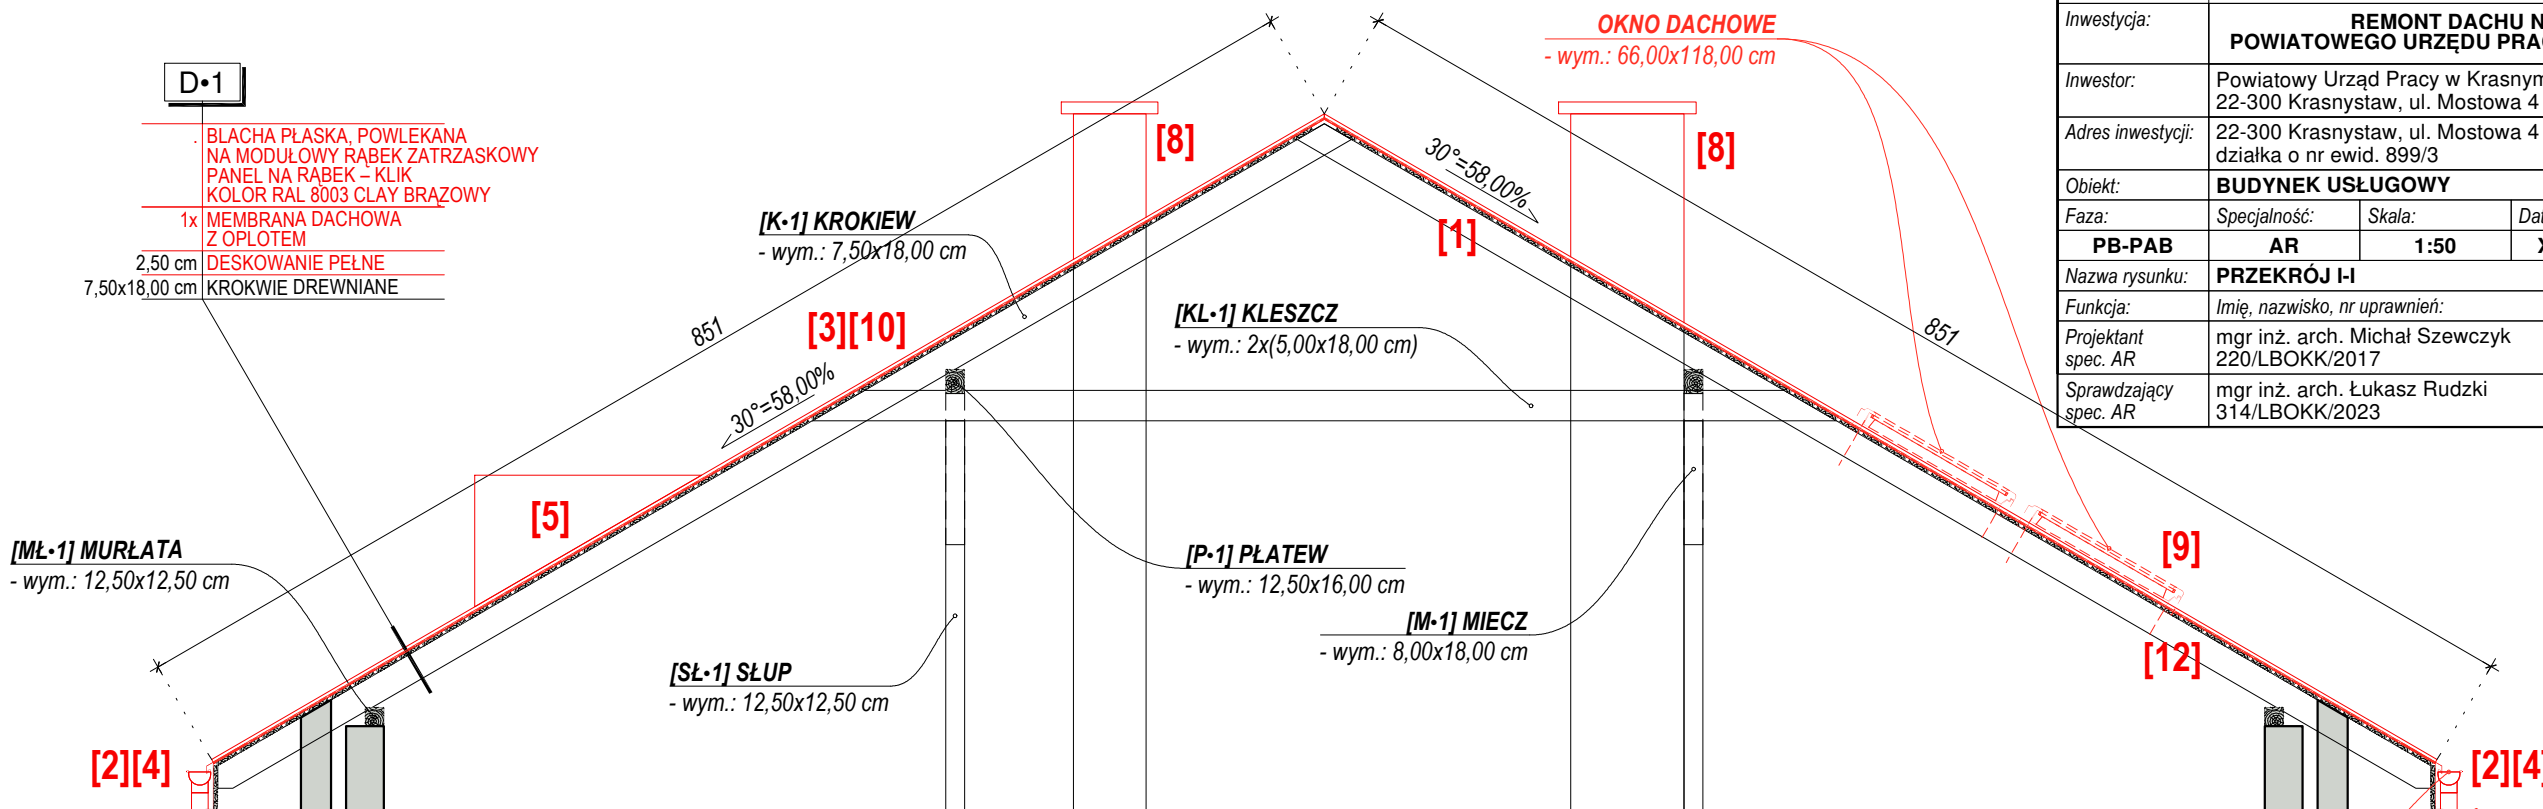 D•1
. BLACHA PŁASKA, POWLEKANA
NA MODUŁOWY RĄBEK ZATRZASKOWY
PANEL NA RĄBEK – KLIK
KOLOR RAL 8003 CLAY BRĄZOWY
1x MEMBRANA DACHOWA
Z OPLOTEM
2,50 cm DESKOWANIE PEŁNE
7,50x18,00 cm KROKWIE DREWNIANE
OKNO DACHOWE
- wym.: 66,00x118,00 cm
[8]
[8]
30°=58,00%
[1]
[K•1] KROKIEW
- wym.: 7,50x18,00 cm
851
[3][10]
[KL•1] KLESZCZ
- wym.: 2x(5,00x18,00 cm)
851
30°=58,00%
[5]
[MŁ•1] MURŁATA
- wym.: 12,50x12,50 cm
[P•1] PŁATEW
- wym.: 12,50x16,00 cm
[9]
[M•1] MIECZ
- wym.: 8,00x18,00 cm
[SŁ•1] SŁUP
- wym.: 12,50x12,50 cm
[12]
[2][4]
[2][4]
Inwestycja: REMONT DACHU N
POWIATOWEGO URZĘDU PRA
Inwestor: Powiatowy Urząd Pracy w Krasnym
22-300 Krasnystaw, ul. Mostowa 4
Adres inwestycji: 22-300 Krasnystaw, ul. Mostowa 4
działka o nr ewid. 899/3
Obiekt: BUDYNEK USŁUGOWY
Faza: Specjalność: Skala: Dat
PB-PAB AR 1:50 X
Nazwa rysunku: PRZEKRÓJ I-I
Funkcja: Imię, nazwisko, nr uprawnień:
Projektant mgr inż. arch. Michał Szewczyk
spec. AR 220/LBOKK/2017
Sprawdzający mgr inż. arch. Łukasz Rudzki
spec. AR 314/LBOKK/2023